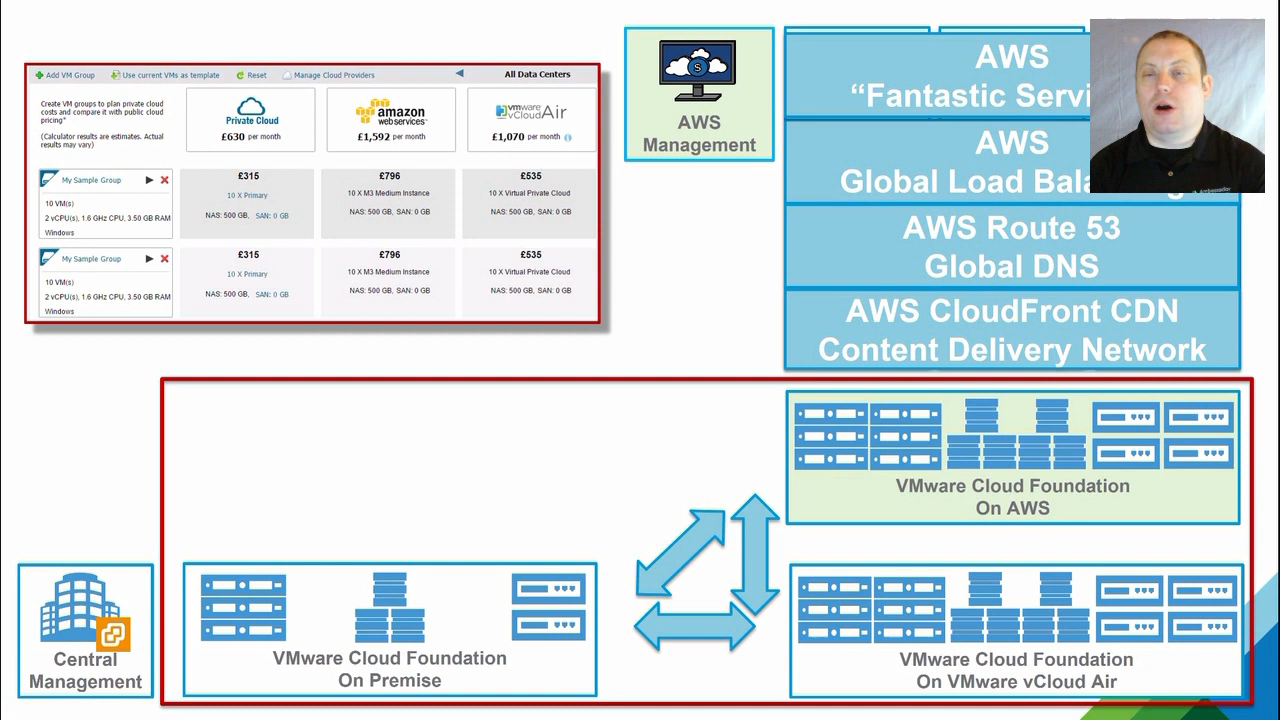 Add VM Group Use current VMs as template Reset Manage Cloud Providers All Data Centers
Create VM groups to plan private cloud
costs and compare it with public cloud
pricing*
(Calculator results are estimates. Actual
results may vary)
Private Cloud
£630 per month
amazon
webservices™
£1,592 per month
vmware
vCloud Air
£1,070 per month
My Sample Group
10 VM(s)
2 vCPU(s), 1.6 GHz CPU, 3.50 GB RAM
Windows
£315
10 X Primary
NAS: 500 GB, SAN: 0 GB
£796
10 X M3 Medium Instance
NAS: 500 GB, SAN: 0 GB
£535
10 X Virtual Private Cloud
NAS: 500 GB, SAN: 0 GB
My Sample Group
10 VM(s)
2 vCPU(s), 1.6 GHz CPU, 3.50 GB RAM
Windows
£315
10 X Primary
NAS: 500 GB, SAN: 0 GB
£796
10 X M3 Medium Instance
NAS: 500 GB, SAN: 0 GB
£535
10 X Virtual Private Cloud
NAS: 500 GB, SAN: 0 GB
S
AWS
Management
AWS
“Fantastic Servi
AWS
Global Load Bala g
AWS Route 53
Global DNS
AWS CloudFront CDN
Content Delivery Network
VMware Cloud Foundation
On AWS
Central
Management
VMware Cloud Foundation
On Premise
VMware Cloud Foundation
On VMware vCloud Air